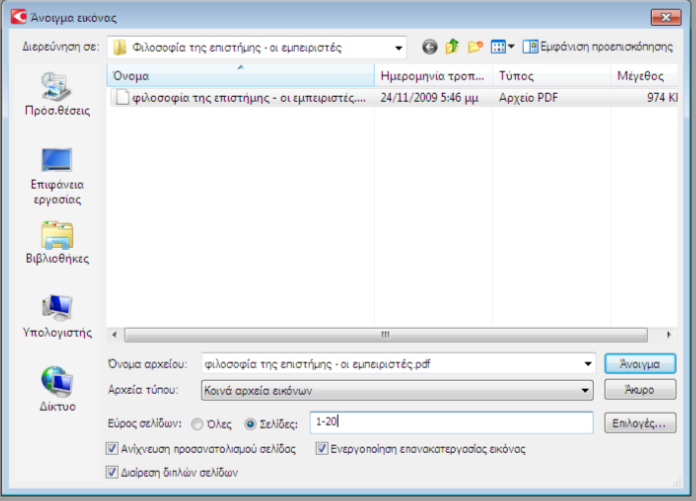 Άνοιγμα εικόνας
Διερεύνηση σε: Φιλοσοφία της επιστήμης - οι εμπειριστές Εμφάνιση προεπισκόπησης
Όνομα Ημερομηνία τροπ... Τύπος Μέγεθος
φιλοσοφία της επιστήμης - οι εμπειριστές.... 24/11/2009 5:46 μμ Αρχείο PDF 974 KI
Πρόσ.θέσεις
Επιφάνεια
εργασίας
Βιβλιοθήκες
Υπολογιστής
Δίκτυο
Όνομα αρχείου: φιλοσοφία της επιστήμης - οι εμπειριστές.pdf Άνοιγμα
Αρχεία τύπου: Κοινά αρχεία εικόνων Άκυρο
Εύρος σελίδων: Όλες Σελίδες: 1-20 Επιλογές...
Ανίχνευση προσανατολισμού σελίδας Ενεργοποίηση επανακατεργασίας εικόνας
Διαίρεση διπλών σελίδων